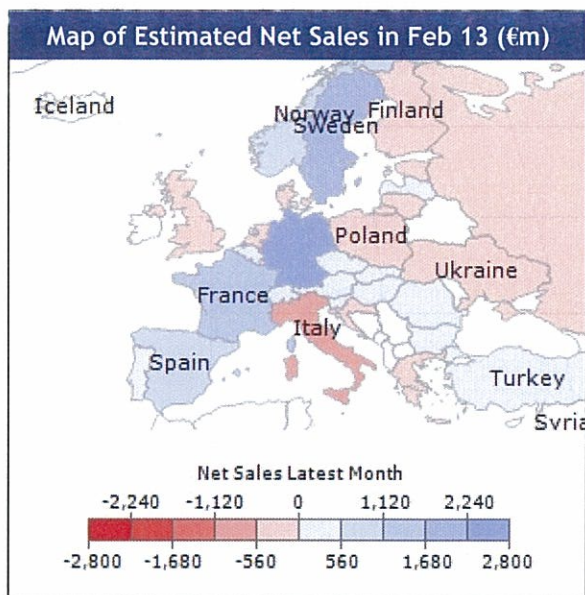 Map of Estimated Net Sales in Feb 13 (€m)
Iceland
Norway
Finland
Sweden
Poland
Ukraine
France
Italy
Spain
Turkey
Syria
Net Sales Latest Month
-2,240 -1,120 0 1,120 2,240
-2,800 -1,680 -560 560 1,680 2,800